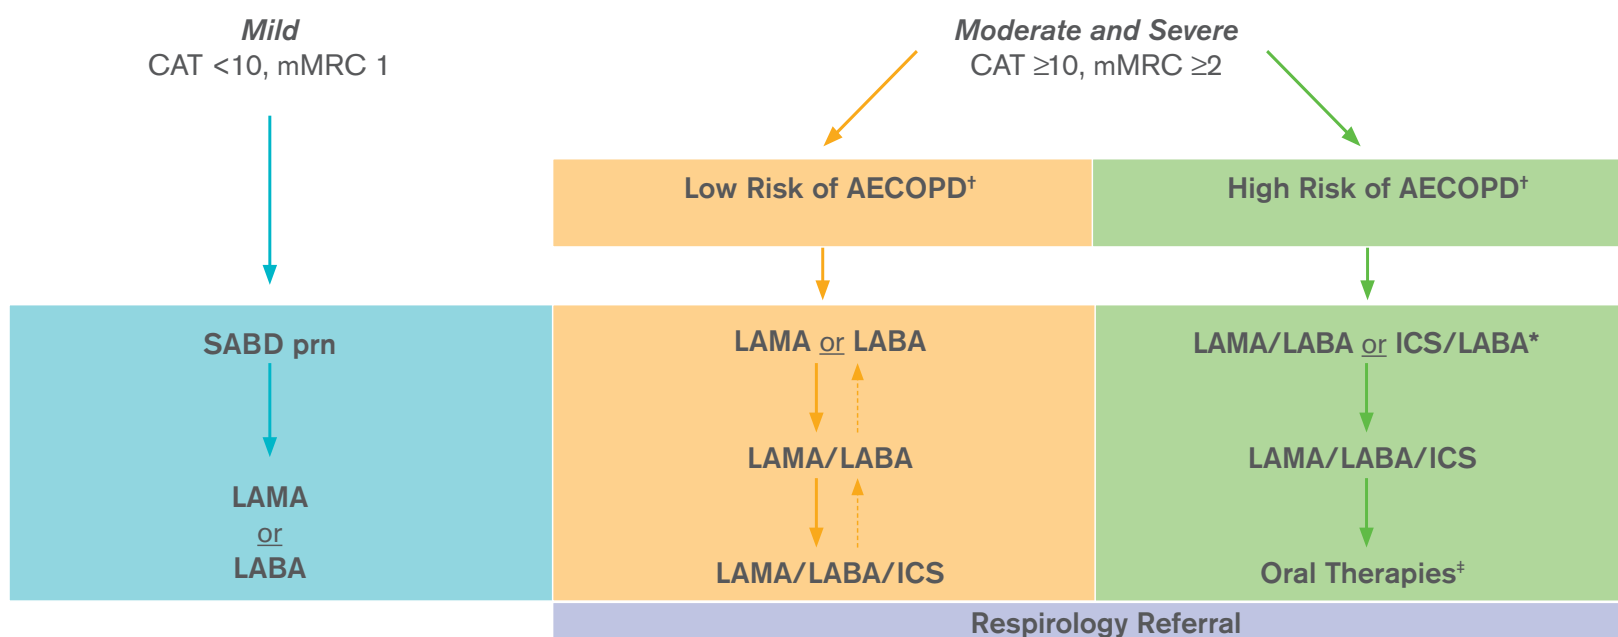 Mild
CAT <10, mMRC 1
Moderate and Severe
CAT ≥10, mMRC ≥2
Low Risk of AECOPD†
High Risk of AECOPD†
SABD prn
LAMA
or
LABA
LAMA or LABA
LAMA/LABA
LAMA/LABA/ICS
LAMA/LABA or ICS/LABA*
LAMA/LABA/ICS
Oral Therapies‡
Respirology Referral